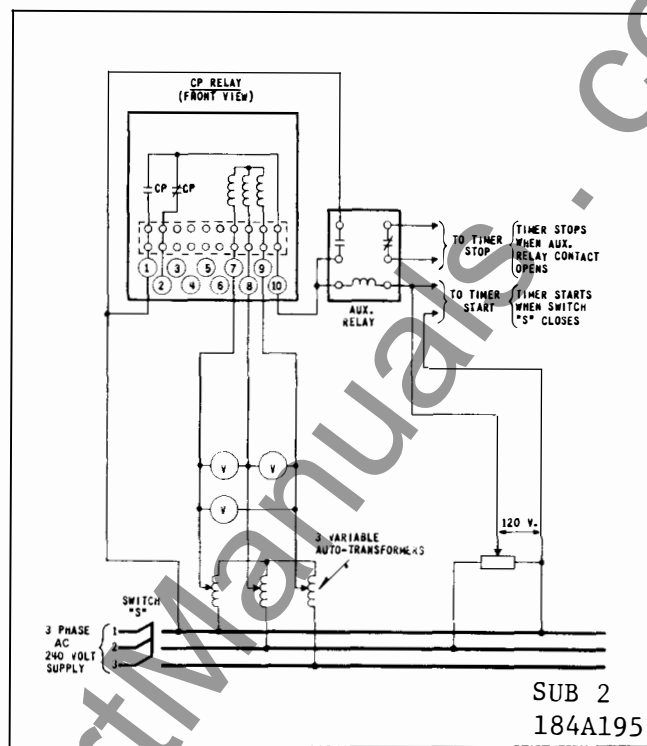 CP RELAY
(FRONT VIEW)
CP CP
1 3 5 7 9
2 4 6 8 10
AUX.
RELAY
TO TIMER
STOP
TIMER STOPS
WHEN AUX.
RELAY CONTACT
OPENS
TO TIMER
START
TIMER STARTS
WHEN SWITCH
"S" CLOSES
V V
V
120 V.
3 VARIABLE
AUTO-TRANSFORMERS
SWITCH
"S"
3 PHASE
AC
240 VOLT
SUPPLY
1
2
3
SUB 2
184A195